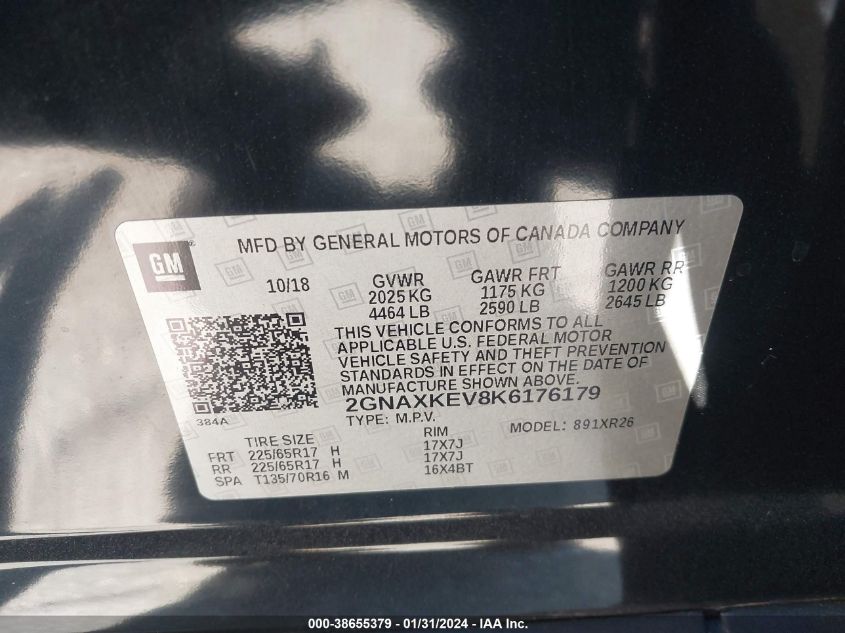 GM®
MFD BY GENERAL MOTORS OF CANADA COMPANY
10/18 GVWR GAWR FRT GAWR RR
2025 KG 1175 KG 1200 KG
4464 LB 2590 LB 2645 LB
THIS VEHICLE CONFORMS TO ALL
APPLICABLE U.S. FEDERAL MOTOR
VEHICLE SAFETY AND THEFT PREVENTION
STANDARDS IN EFFECT ON THE DATE OF
MANUFACTURE SHOWN ABOVE.
384A
2GNAXKEV8K6176179
TYPE: M.P.V. MODEL: 891XR26
TIRE SIZE RIM
FRT 225/65R17 H 17X7J
RR 225/65R17 H 17X7J
SPA T135/70R16 M 16X4BT
000-38655379 - 01/31/2024 - IAA Inc.